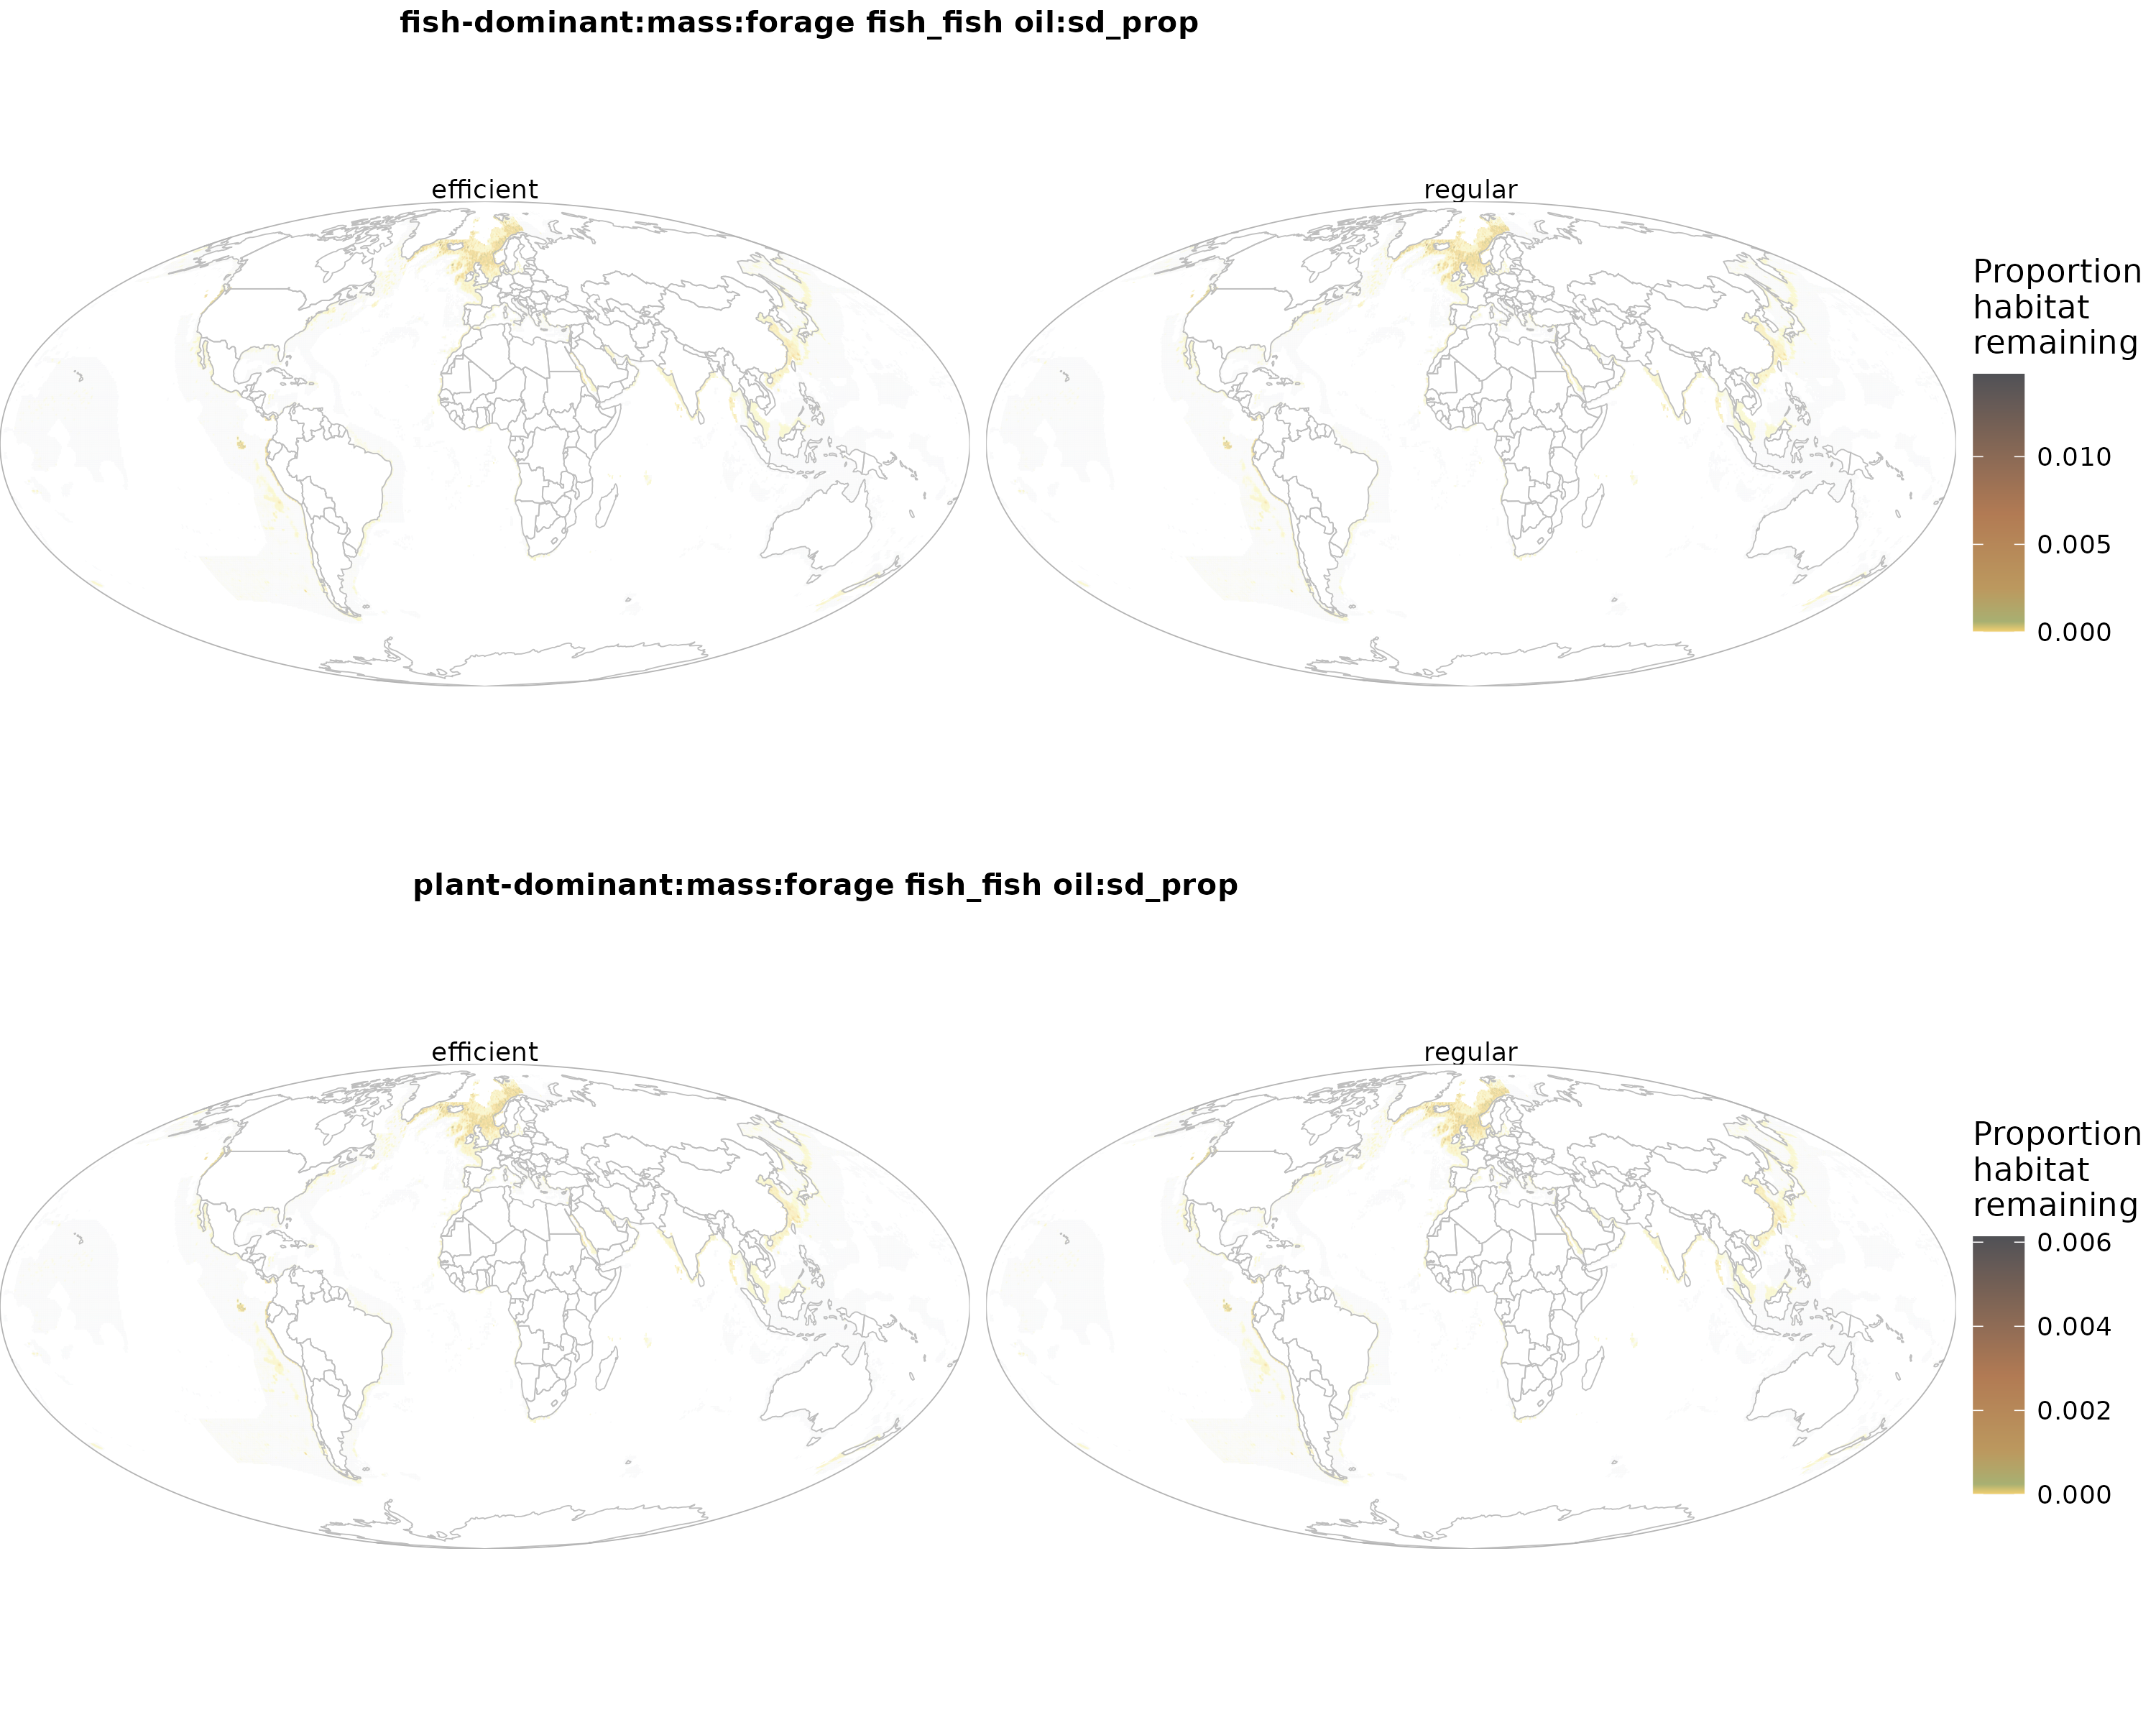 fish-dominant:mass:forage fish_fish oil:sd_prop
efficient
regular
Proportion
habitat
remaining
0.010
0.005
0.000
plant-dominant:mass:forage fish_fish oil:sd_prop
efficient
regular
Proportion
habitat
remaining
0.006
0.004
0.002
0.000